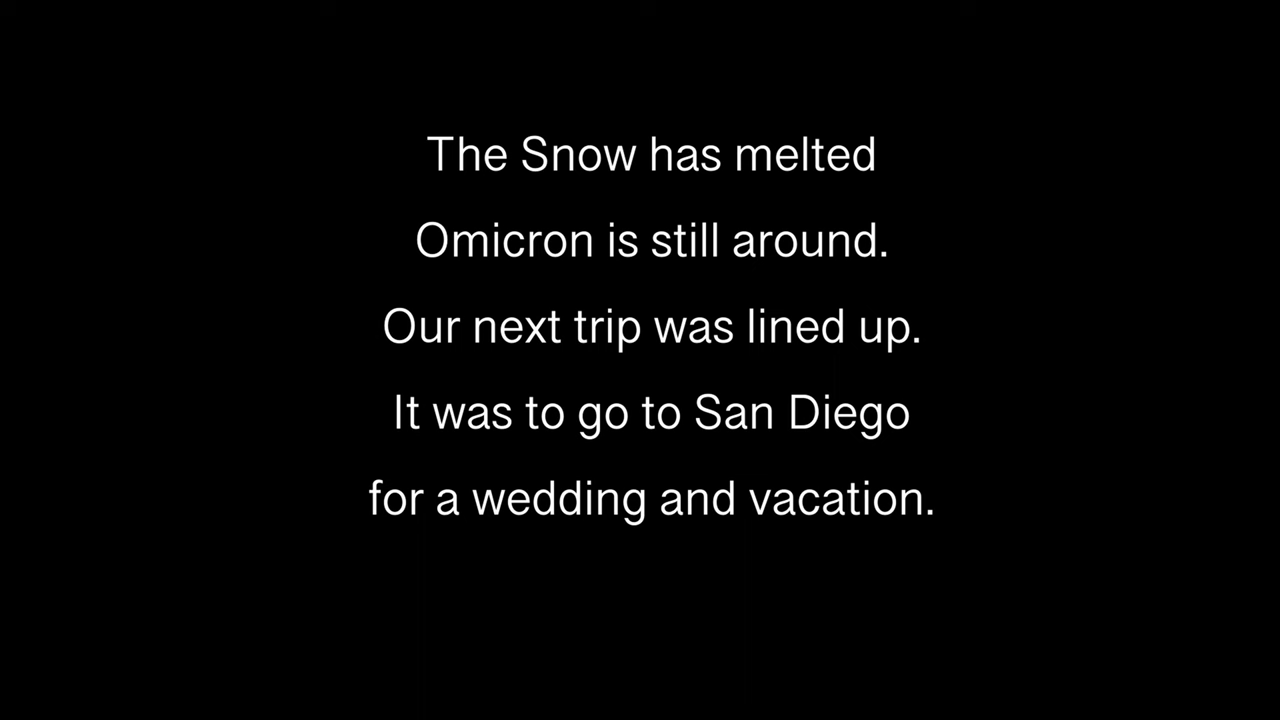 The Snow has melted
Omicron is still around.
Our next trip was lined up.
It was to go to San Diego
for a wedding and vacation.